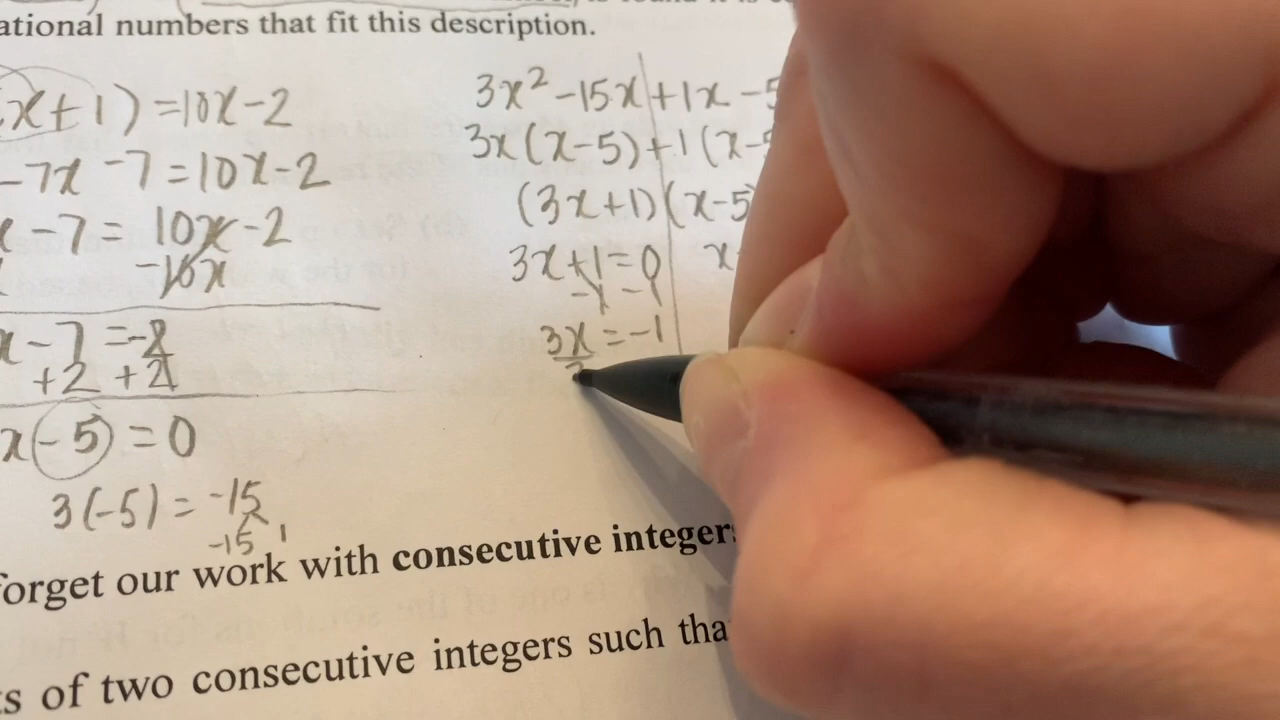 ational numbers that fit this description.
x+1)=10x-2
-7x-7=10x-2
-7=10x-2
-10x
x-7=-2
+2 +2
x-5)=0
3(-5)=-15
-15 1
3x²-15x+1x-5
3x(x-5)+1(x-5
(3x+1)(x-5)
3x+1=0 x
-1 -1
3x=-1
forget our work with consecutive integer
s of two consecutive integers such tha